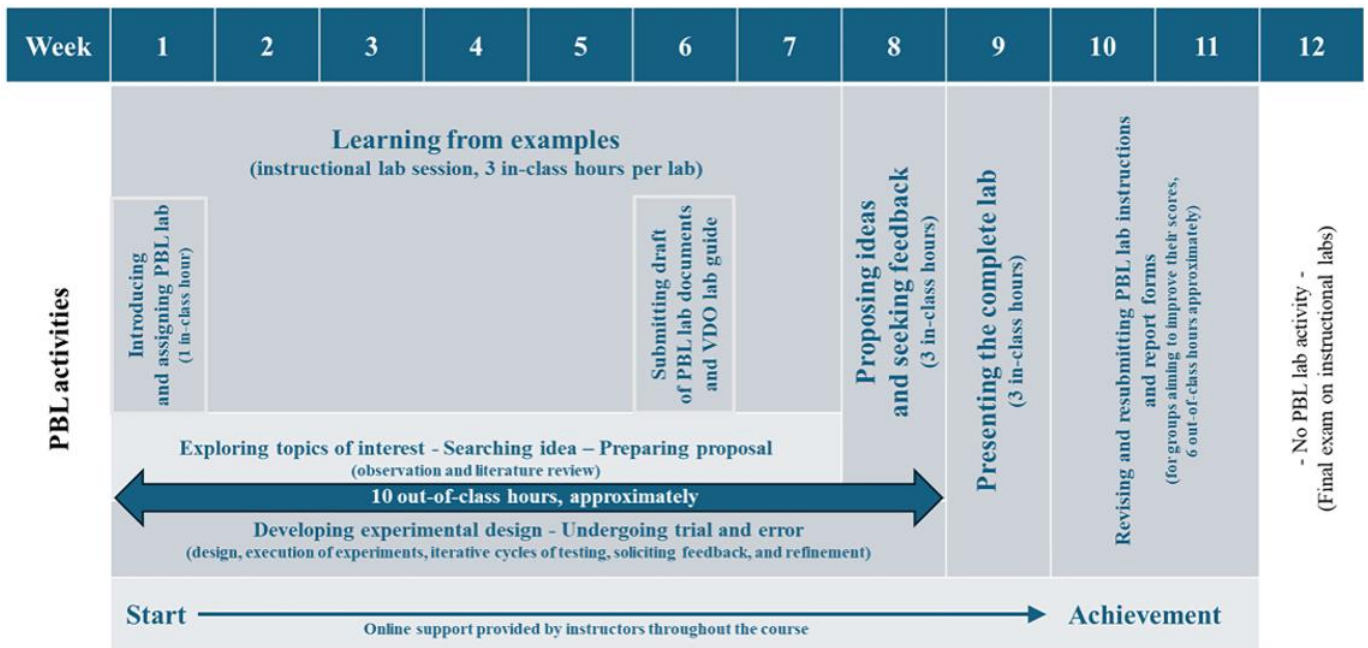 Week 1 2 3 4 5 6 7 8 9 10 11 12
PBL activities
Learning from examples
(instructional lab session, 3 in-class hours per lab)
Introducing
and assigning PBL lab
(1 in-class hour)
Submitting draft
of PBL lab documents
and VDO lab guide
Exploring topics of interest - Searching idea – Preparing proposal
(observation and literature review)
10 out-of-class hours, approximately
Developing experimental design - Undergoing trial and error
(design, execution of experiments, iterative cycles of testing, soliciting feedback, and refinement)
Proposing ideas
and seeking feedback
(3 in-class hours)
Presenting the complete lab
(3 in-class hours)
Revising and resubmitting PBL lab instructions
and report forms
(for groups aiming to improve their scores,
6 out-of-class hours approximately)
- No PBL lab activity -
(Final exam on instructional labs)
Start Achievement
Online support provided by instructors throughout the course